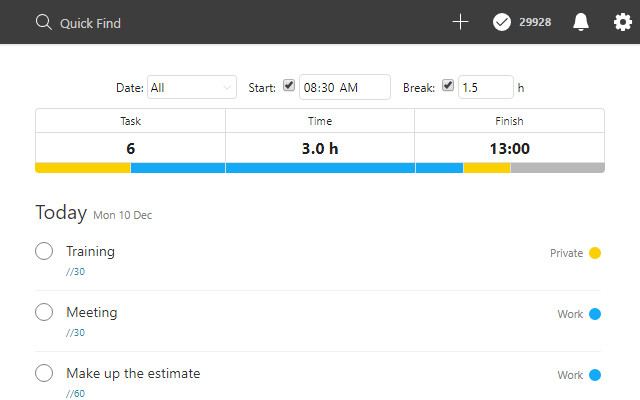 Quick Find 29928
Date: All Start: 08:30 AM Break: 1.5 h
Task Time Finish
6 3.0 h 13:00
Today Mon 10 Dec
Training Private
//30
Meeting Work
//30
Make up the estimate Work
//60